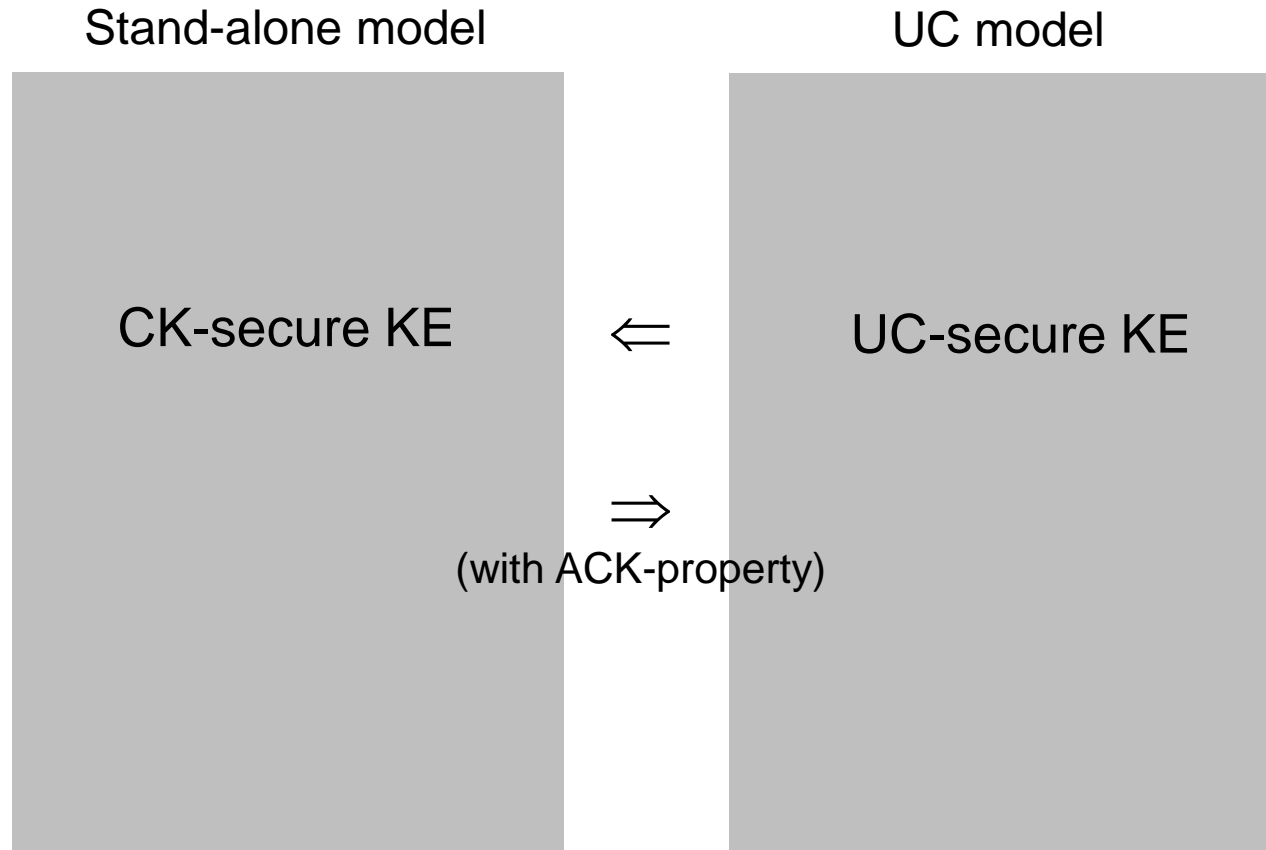 Stand-alone model
UC model
CK-secure KE
⇐
UC-secure KE
⇒
(with ACK-property)